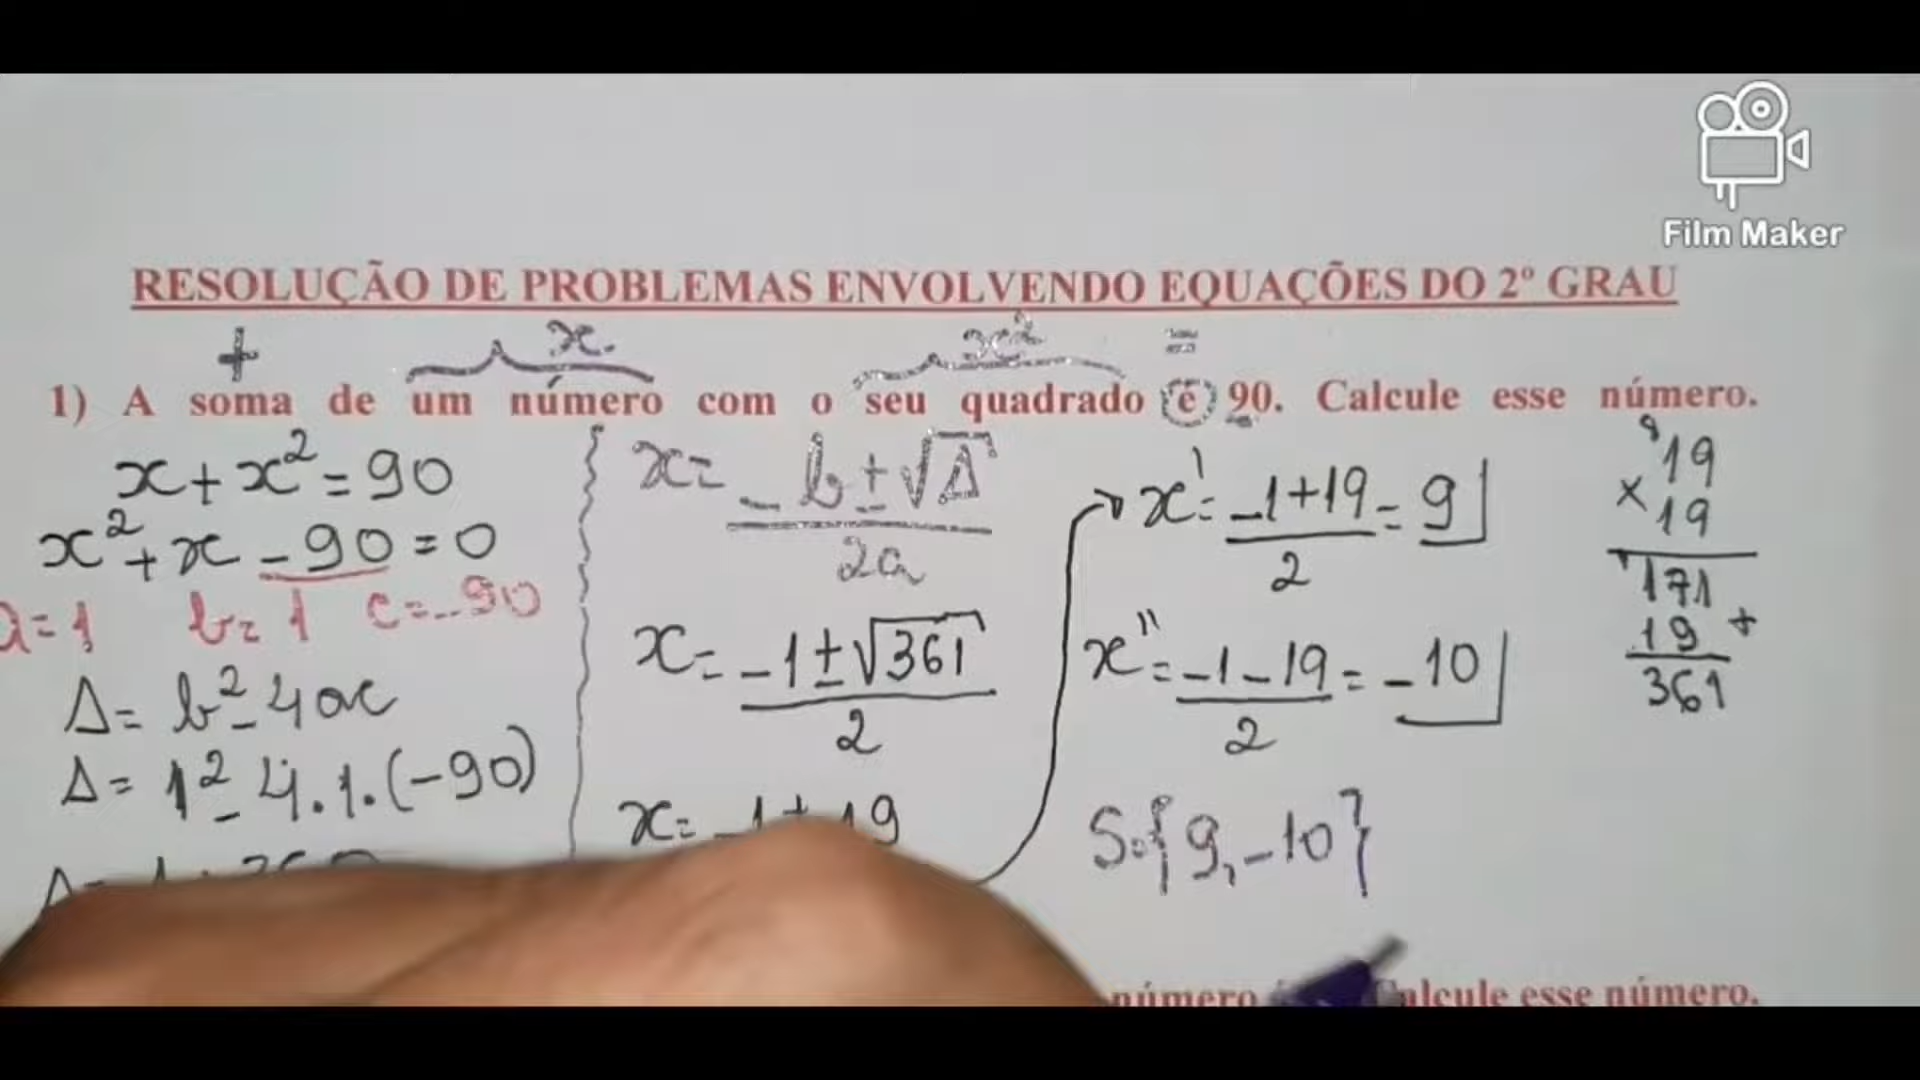 Film Maker
RESOLUÇÃO DE PROBLEMAS ENVOLVENDO EQUAÇÕES DO 2º GRAU
+ x x² =
1) A soma de um número com o seu quadrado é 90. Calcule esse número.
x + x² = 90
x² + x - 90 = 0
a = 1 b = 1 c = -90
Δ = b² - 4ac
Δ = 1² - 4.1.(-90)
x = -b ± √Δ
2a
x = -1 ± √361
2
x = -1 ± 19
x' = -1 + 19 = 9
2
x'' = -1 - 19 = -10
2
S = {9, -10}
19
× 19
171
19 +
361
número
Calcule esse número.